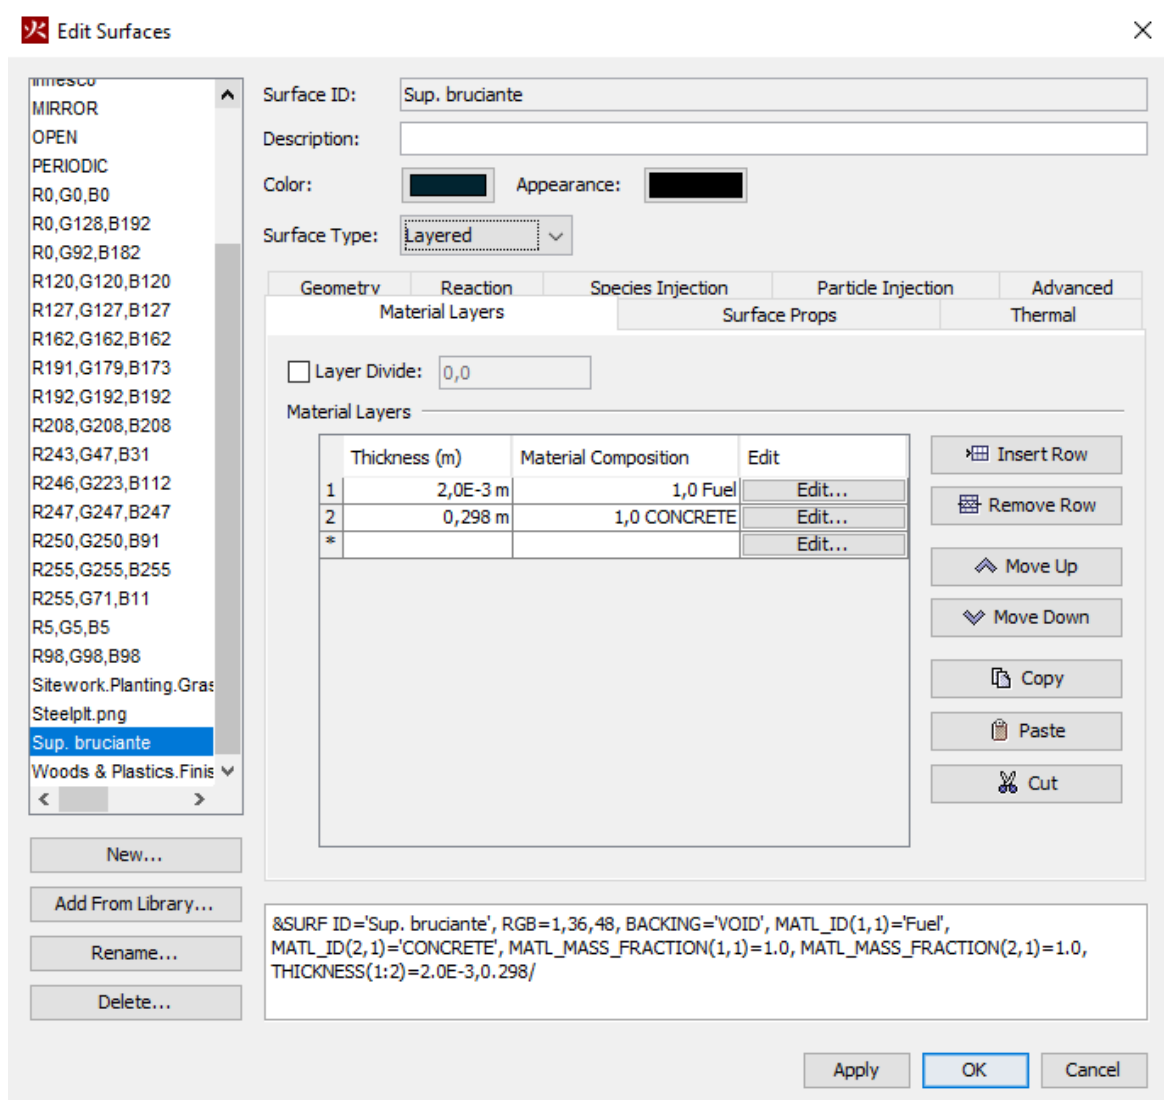 Edit Surfaces
MIRROR
OPEN
PERIODIC
R0,G0,B0
R0,G128,B192
R0,G92,B182
R120,G120,B120
R127,G127,B127
R162,G162,B162
R191,G179,B173
R192,G192,B192
R208,G208,B208
R243,G47,B31
R246,G223,B112
R247,G247,B247
R250,G250,B91
R255,G255,B255
R255,G71,B11
R5,G5,B5
R98,G98,B98
Sitework.Planting.Gras
Steelplt.png
Sup. bruciante
Woods & Plastics.Finis
New...
Add From Library...
Rename...
Delete...
Surface ID: Sup. bruciante
Description:
Color: Appearance:
Surface Type: Layered
Geometry Reaction Species Injection Particle Injection Advanced
Material Layers Surface Props Thermal
Layer Divide: 0,0
Material Layers
Thickness (m) Material Composition Edit
1 2,0E-3 m 1,0 Fuel Edit...
2 0,298 m 1,0 CONCRETE Edit...
* Edit...
Insert Row
Remove Row
Move Up
Move Down
Copy
Paste
Cut
&SURF ID='Sup. bruciante', RGB=1,36,48, BACKING='VOID', MATL_ID(1,1)='Fuel',
MATL_ID(2,1)='CONCRETE', MATL_MASS_FRACTION(1,1)=1.0, MATL_MASS_FRACTION(2,1)=1.0,
THICKNESS(1:2)=2.0E-3,0.298/
Apply OK Cancel